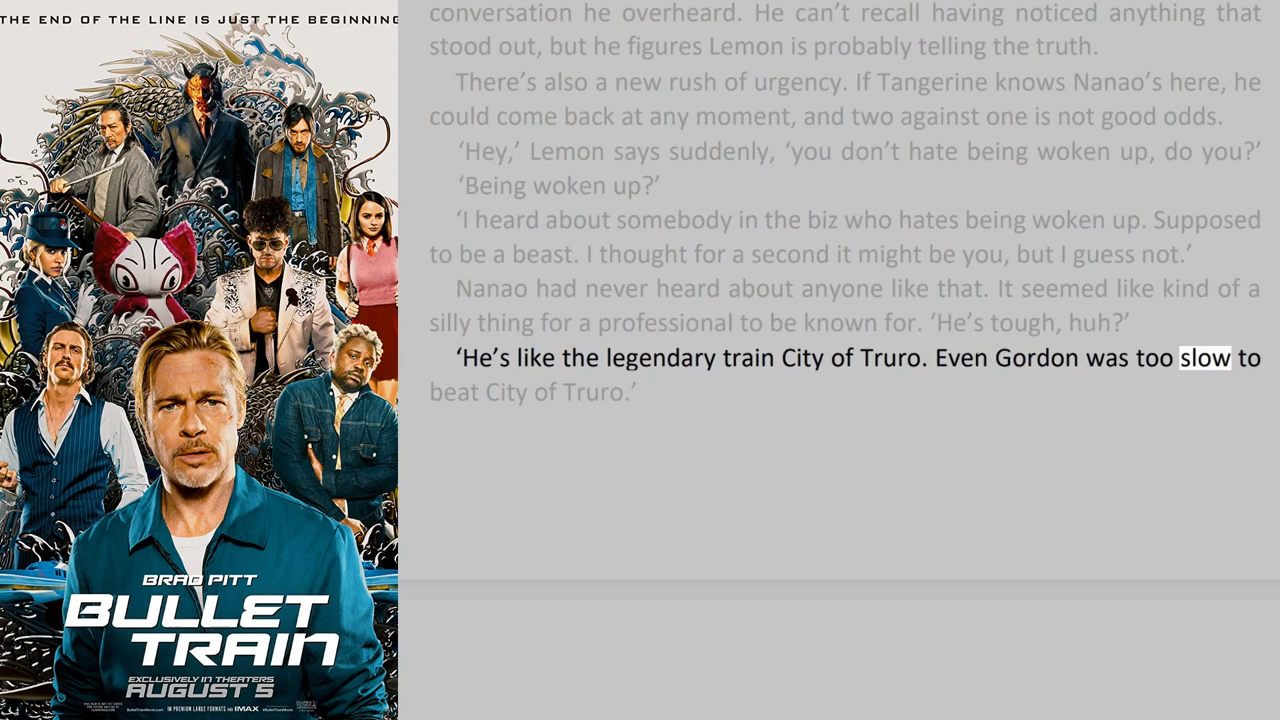 THE END OF THE LINE IS JUST THE BEGINNING
BRAD PITT
BULLET
TRAIN
EXCLUSIVELY IN THEATERS
AUGUST 5
BulletTrainMovie.com
IN PREMIUM LARGE FORMATS AND IMAX
#BulletTrainMovie
conversation he overheard. He can’t recall having noticed anything that
stood out, but he figures Lemon is probably telling the truth.
There’s also a new rush of urgency. If Tangerine knows Nanao’s here, he
could come back at any moment, and two against one is not good odds.
‘Hey,’ Lemon says suddenly, ‘you don’t hate being woken up, do you?’
‘Being woken up?’
‘I heard about somebody in the biz who hates being woken up. Supposed
to be a beast. I thought for a second it might be you, but I guess not.’
Nanao had never heard about anyone like that. It seemed like kind of a
silly thing for a professional to be known for. ‘He’s tough, huh?’
‘He’s like the legendary train City of Truro. Even Gordon was too slow to
beat City of Truro.’